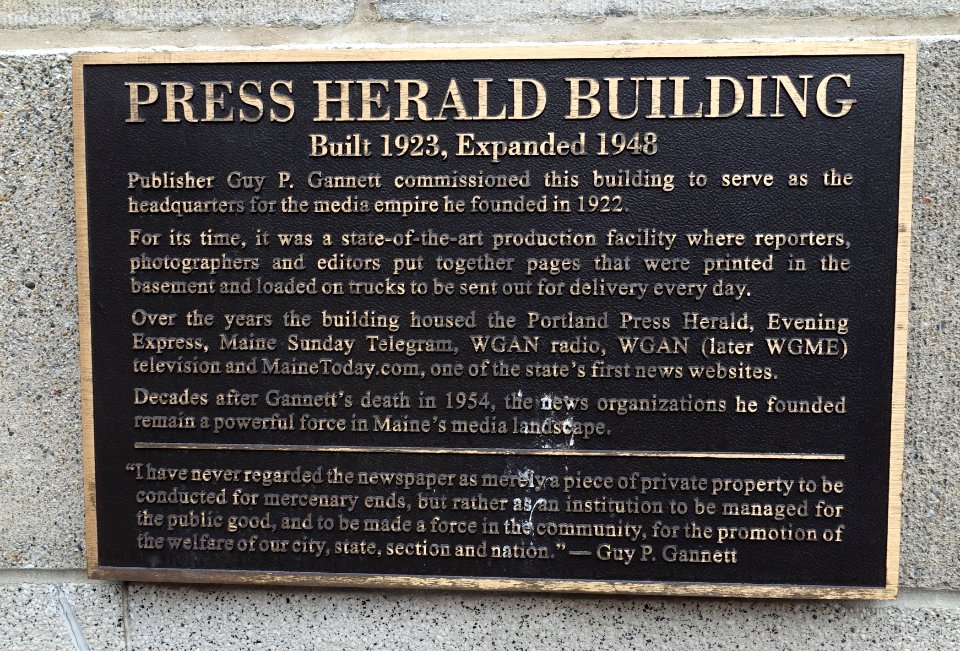 PRESS HERALD BUILDING
Built 1923, Expanded 1948
Publisher Guy P. Gannett commissioned this building to serve as the
headquarters for the media empire he founded in 1922.
For its time, it was a state-of-the-art production facility where reporters,
photographers and editors put together pages that were printed in the
basement and loaded on trucks to be sent out for delivery every day.
Over the years the building housed the Portland Press Herald, Evening
Express, Maine Sunday Telegram, WGAN radio, WGAN (later WGME)
television and MaineToday.com, one of the state's first news websites.
Decades after Gannett's death in 1954, the news organizations he founded
remain a powerful force in Maine's media landscape.
"I have never regarded the newspaper as merely a piece of private property to be
conducted for mercenary ends, but rather as an institution to be managed for
the public good, and to be made a force in the community, for the promotion of
the welfare of our city, state, section and nation." — Guy P. Gannett